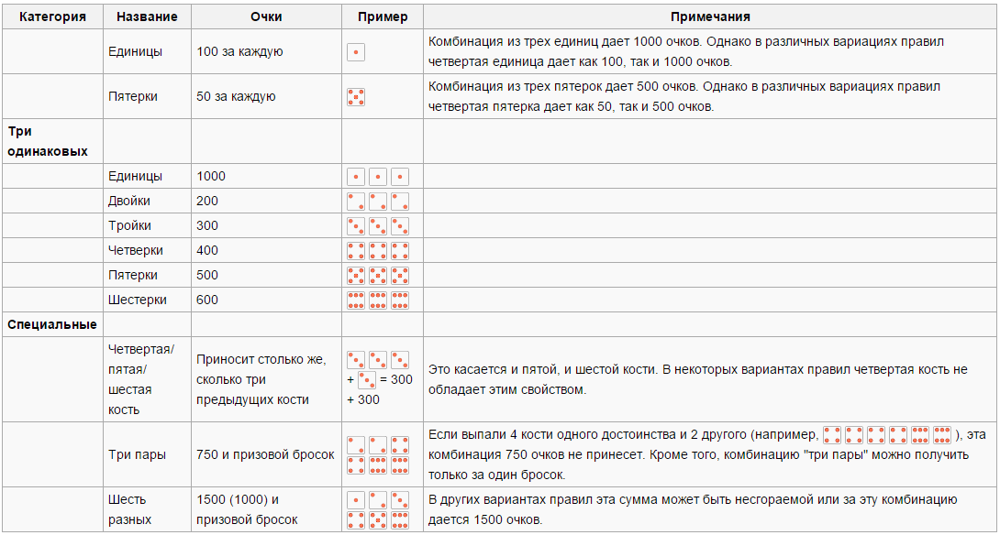 Категория Название Очки Пример Примечания
Единицы 100 за каждую Комбинация из трех единиц дает 1000 очков. Однако в различных вариациях правил
четвертая единица дает как 100, так и 1000 очков.
Пятерки 50 за каждую Комбинация из трех пятерок дает 500 очков. Однако в различных вариациях правил
четвертая пятерка дает как 50, так и 500 очков.
Три
одинаковых
Единицы 1000
Двойки 200
Тройки 300
Четверки 400
Пятерки 500
Шестерки 600
Специальные
Четвертая/
пятая/
шестая
кость
Приносит столько же,
сколько три
предыдущих кости
+ = 300
+ 300
Это касается и пятой, и шестой кости. В некоторых вариантах правил четвертая кость не
обладает этим свойством.
Три пары 750 и призовой бросок
Если выпали 4 кости одного достоинства и 2 другого (например, ), эта
комбинация 750 очков не принесет. Кроме того, комбинацию "три пары" можно получить
только за один бросок.
Шесть
разных
1500 (1000) и
призовой бросок
В других вариантах правил эта сумма может быть несгораемой или за эту комбинацию
дается 1500 очков.